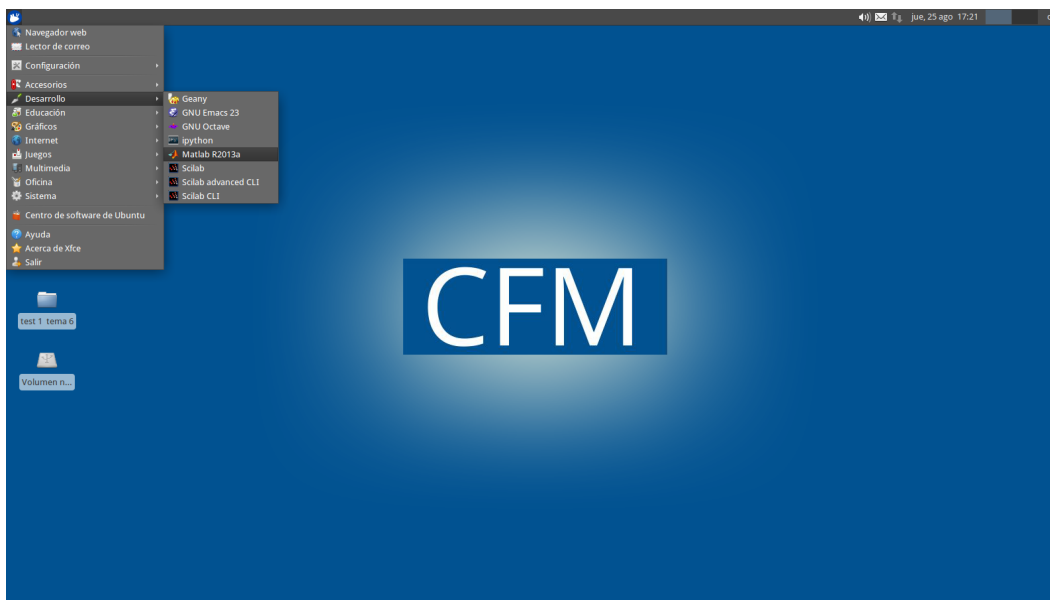 jue, 25 ago 17:21
Navegador web
Lector de correo
Configuración
Accesorios
Desarrollo
Educación
Gráficos
Internet
Juegos
Multimedia
Oficina
Sistema
Centro de software de Ubuntu
Ayuda
Acerca de Xfce
Salir
Geany
GNU Emacs 23
GNU Octave
ipython
Matlab R2013a
Scilab
Scilab advanced CLI
Scilab CLI
CFM
test 1 tema 6
Volumen n...